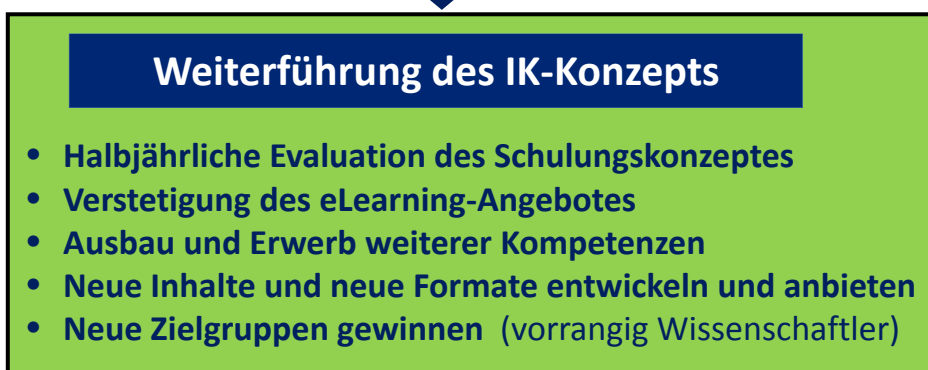 Weiterführung des IK-Konzepts
• Halbjährliche Evaluation des Schulungskonzeptes
• Verstetigung des eLearning-Angebotes
• Ausbau und Erwerb weiterer Kompetenzen
• Neue Inhalte und neue Formate entwickeln und anbieten
• Neue Zielgruppen gewinnen (vorrangig Wissenschaftler)